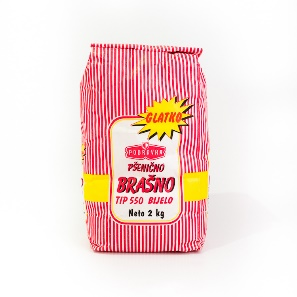 GLATKO
PODRAVKA
PŠENIČNO
BRAŠNO
TIP 550 BIJELO
Neto 2 kg